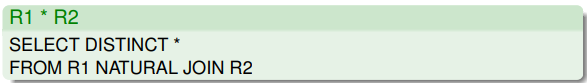 R1 * R2
SELECT DISTINCT *
FROM R1 NATURAL JOIN R2